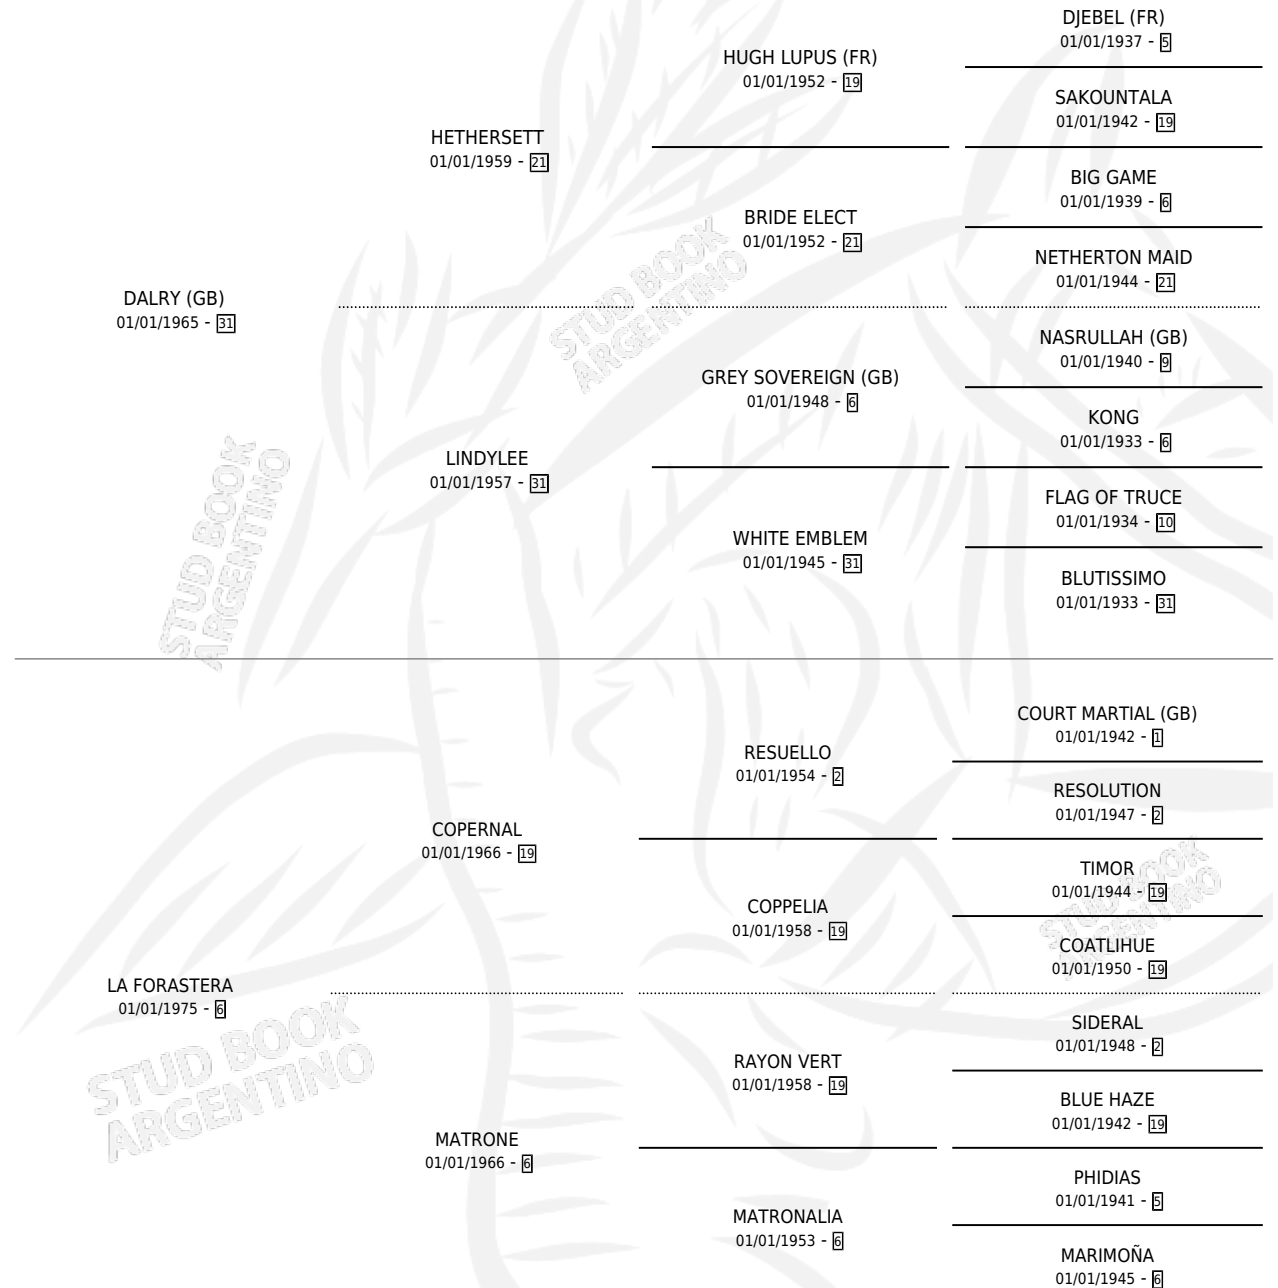 DJEBEL (FR)
01/01/1937 - 5
HUGH LUPUS (FR)
01/01/1952 - 19
SAKOUNTALA
01/01/1942 - 19
HETHERSETT
01/01/1959 - 21
BIG GAME
01/01/1939 - 6
BRIDE ELECT
01/01/1952 - 21
NETHERTON MAID
01/01/1944 - 21
DALRY (GB)
01/01/1965 - 31
NASRULLAH (GB)
01/01/1940 - 9
GREY SOVEREIGN (GB)
01/01/1948 - 6
KONG
01/01/1933 - 6
LINDYLEE
01/01/1957 - 31
FLAG OF TRUCE
01/01/1934 - 10
WHITE EMBLEM
01/01/1945 - 31
BLUTISSIMO
01/01/1933 - 31
COURT MARTIAL (GB)
01/01/1942 - 1
RESUELLO
01/01/1954 - 2
RESOLUTION
01/01/1947 - 2
COPERNAL
01/01/1966 - 19
TIMOR
01/01/1944 - 19
COPPELIA
01/01/1958 - 19
COATLIHUE
01/01/1950 - 19
LA FORASTERA
01/01/1975 - 6
SIDERAL
01/01/1948 - 2
RAYON VERT
01/01/1958 - 19
BLUE HAZE
01/01/1942 - 19
MATRONE
01/01/1966 - 6
PHIDIAS
01/01/1941 - 5
MATRONALIA
01/01/1953 - 6
MARIMOÑA
01/01/1945 - 6
STUD BOOK
ARGENTINO
STUD BOOK
ARGENTINO
STUD BOOK
ARGENTINO
STUD BOOK
ARGENTINO